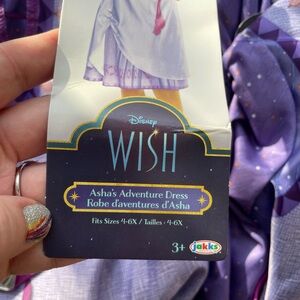 Disney
WISH
Asha's Adventure Dress
Robe d'aventures d'Asha
Fits Sizes 4-6X / Tailles · 4-6X
3+
jakks